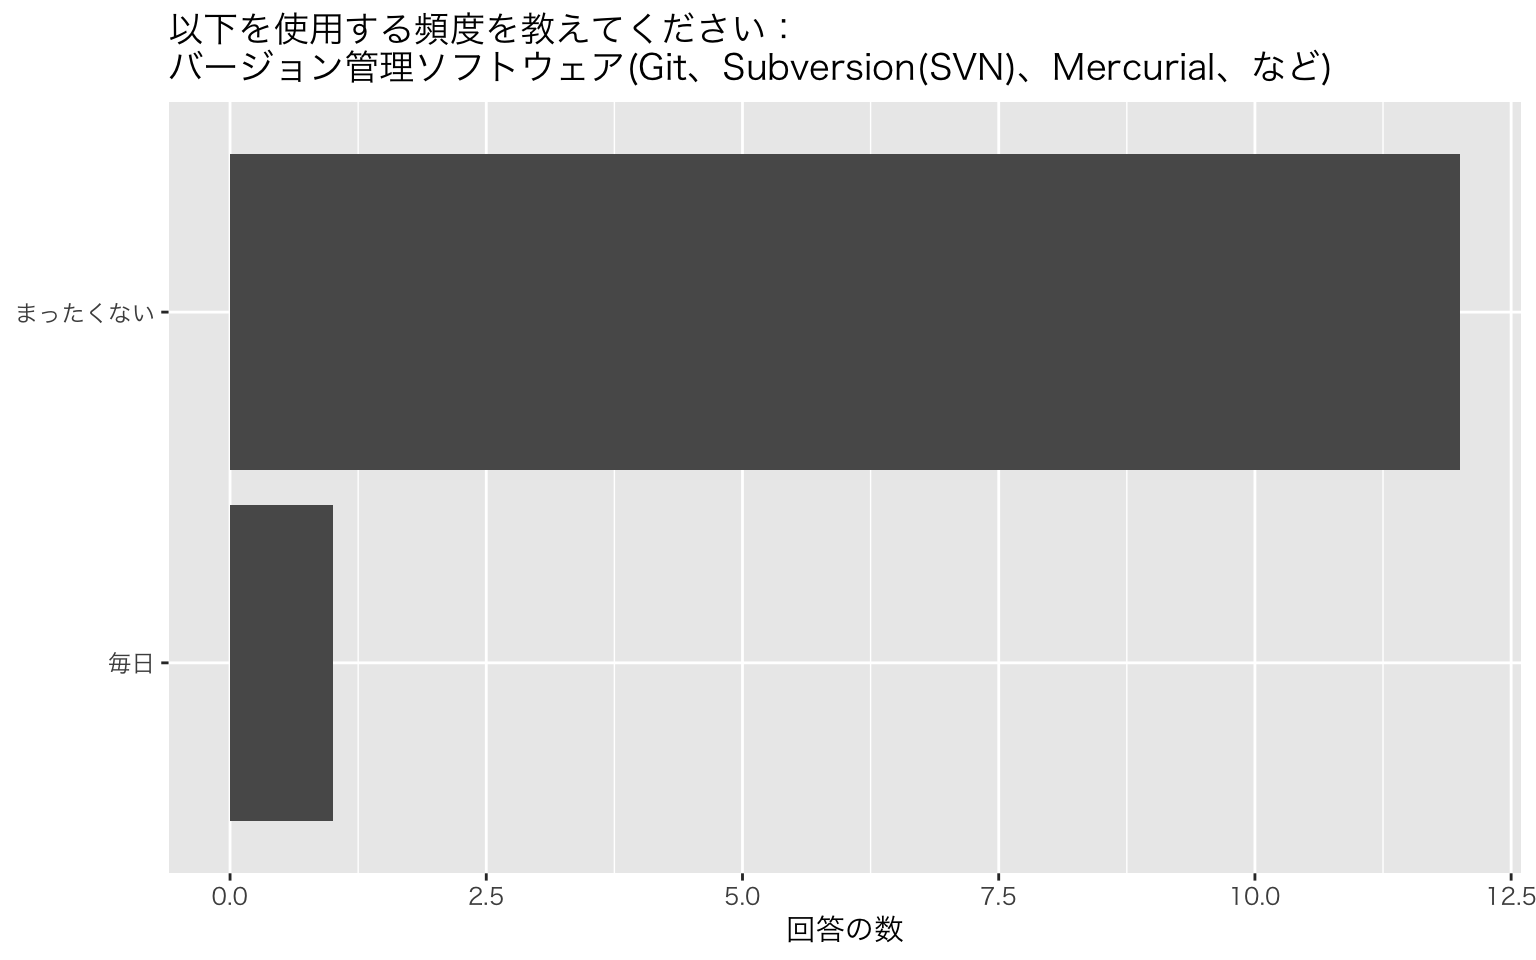 以下を使用する頻度を教えてください：
バージョン管理ソフトウェア(Git、Subversion(SVN)、Mercurial、など)
まったくない
毎日
0.0 2.5 5.0 7.5 10.0 12.5
回答の数